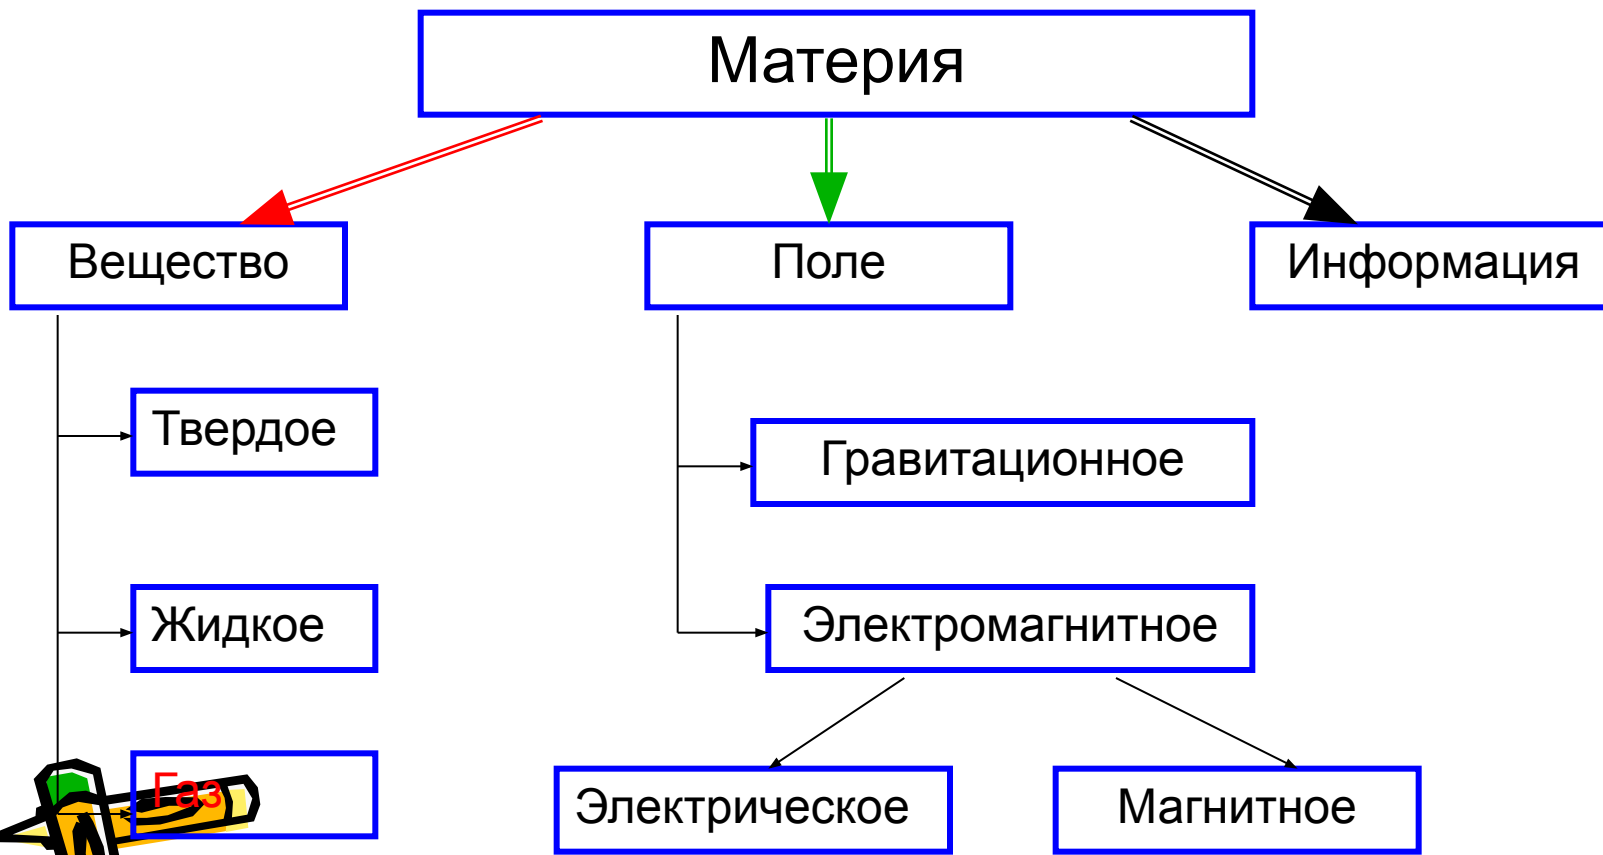 Материя
Вещество
Поле
Информация
Твердое
Гравитационное
Жидкое
Электромагнитное
Газ
Электрическое
Магнитное